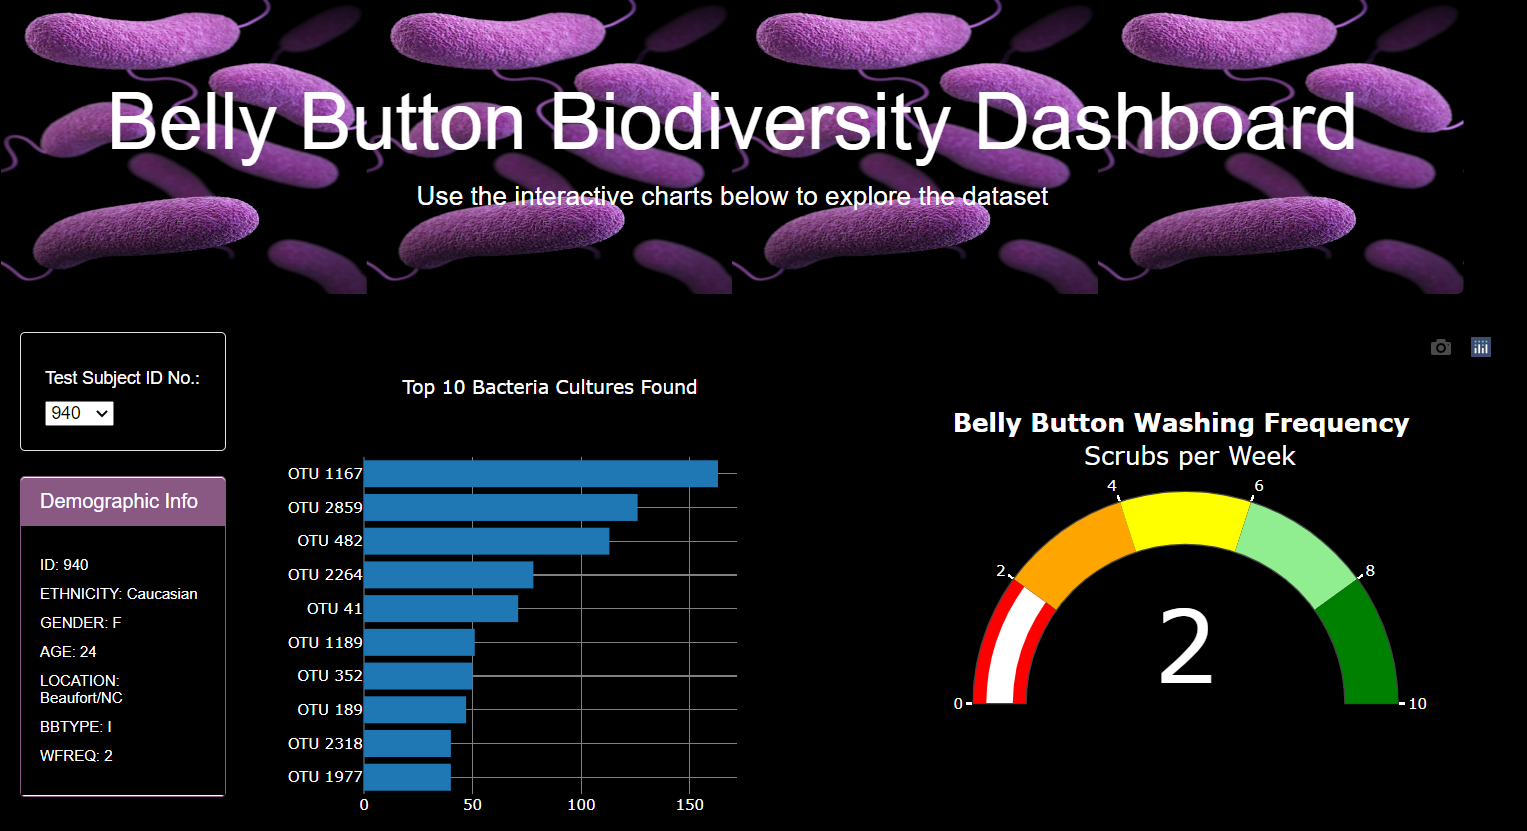 Belly Button Biodiversity Dashboard
Use the interactive charts below to explore the dataset
Test Subject ID No.:
940
Demographic Info
ID: 940
ETHNICITY: Caucasian
GENDER: F
AGE: 24
LOCATION:
Beaufort/NC
BBTYPE: I
WFREQ: 2
Top 10 Bacteria Cultures Found
OTU 1167
OTU 2859
OTU 482
OTU 2264
OTU 41
OTU 1189
OTU 352
OTU 189
OTU 2318
OTU 1977
0 50 100 150
Belly Button Washing Frequency
Scrubs per Week
4 6
2 8
2
0 10